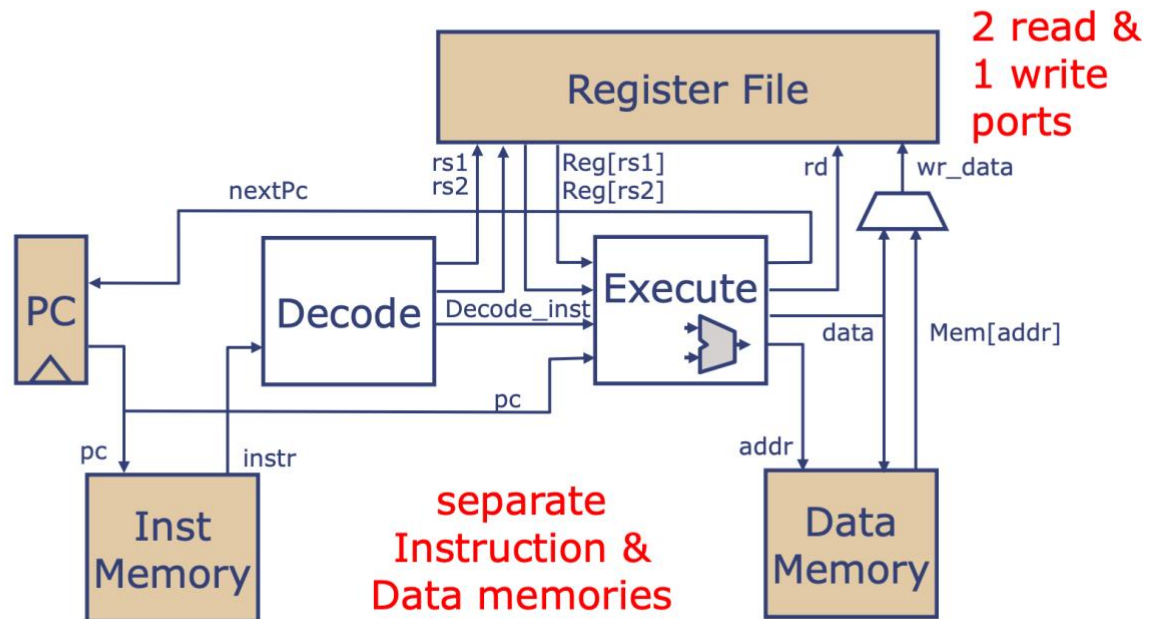 2 read &
1 write
ports
Register File
rs1
rs2
Reg[rs1]
Reg[rs2]
rd
wr_data
nextPc
PC
Decode
Decode_inst
Execute
data
Mem[addr]
pc
pc
instr
addr
Inst
Memory
separate
Instruction &
Data memories
Data
Memory